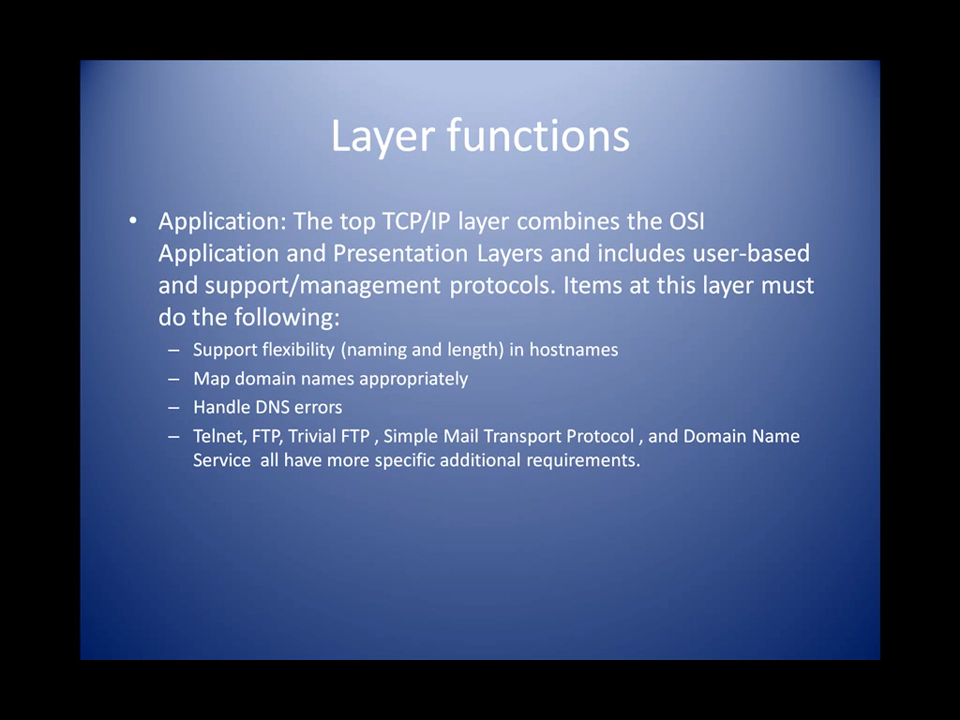 Layer functions
• Application: The top TCP/IP layer combines the OSI
Application and Presentation Layers and includes user-based
and support/management protocols. Items at this layer must
do the following:
– Support flexibility (naming and length) in hostnames
– Map domain names appropriately
– Handle DNS errors
– Telnet, FTP, Trivial FTP , Simple Mail Transport Protocol , and Domain Name
Service  all have more specific additional requirements.